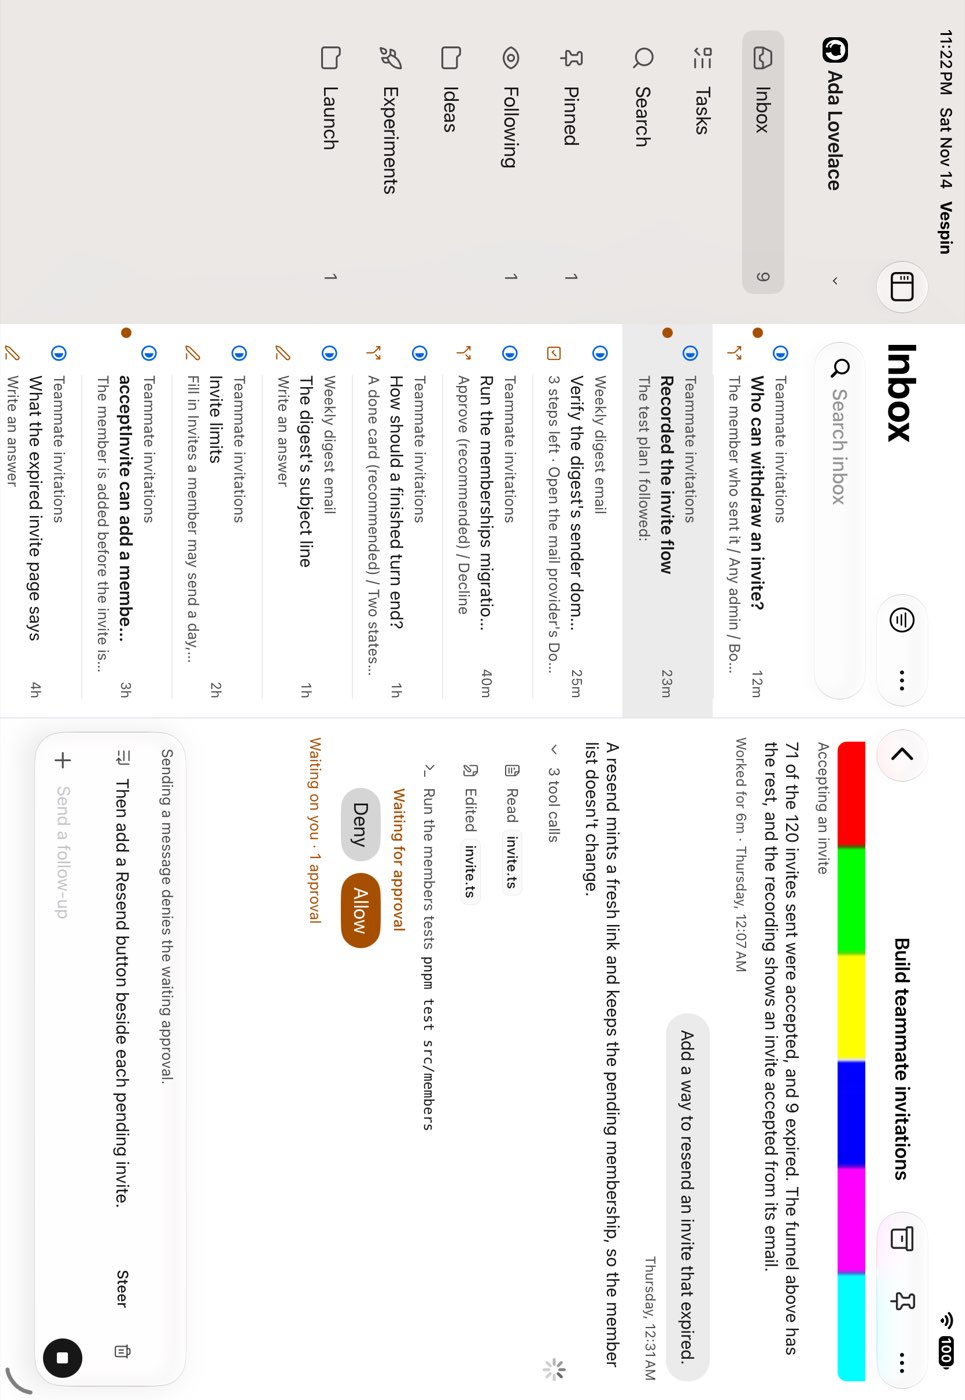 11:22 PM Sat Nov 14 Vespin
100
Ada Lovelace
Inbox 9
Tasks
Search
Pinned 1
Following 1
Ideas
Experiments
Launch 1
Inbox
Search inbox
Teammate invitations
Who can withdraw an invite? 12m
The member who sent it / Any admin / Bo...
Teammate invitations
Recorded the invite flow 23m
The test plan I followed:
Weekly digest email
Verify the digest's sender dom... 25m
3 steps left · Open the mail provider's Do...
Teammate invitations
Run the memberships migratio... 40m
Approve (recommended) / Decline
Teammate invitations
How should a finished turn end? 1h
A done card (recommended) / Two states...
Weekly digest email
The digest's subject line 1h
Write an answer
Teammate invitations
Invite limits 2h
Fill in Invites a member may send a day,...
Teammate invitations
acceptInvite can add a membe... 3h
The member is added before the invite is...
Teammate invitations
What the expired invite page says 4h
Write an answer
Build teammate invitations
Accepting an invite
71 of the 120 invites sent were accepted, and 9 expired. The funnel above has
the rest, and the recording shows an invite accepted from its email.
Worked for 6m · Thursday, 12:07 AM
Add a way to resend an invite that expired.
Thursday, 12:31 AM
A resend mints a fresh link and keeps the pending membership, so the member
list doesn't change.
3 tool calls
Read invite.ts
Edited invite.ts
Run the members tests pnpm test src/members
Waiting for approval
Deny Allow
Waiting on you · 1 approval
Sending a message denies the waiting approval.
Then add a Resend button beside each pending invite. Steer
Send a follow-up